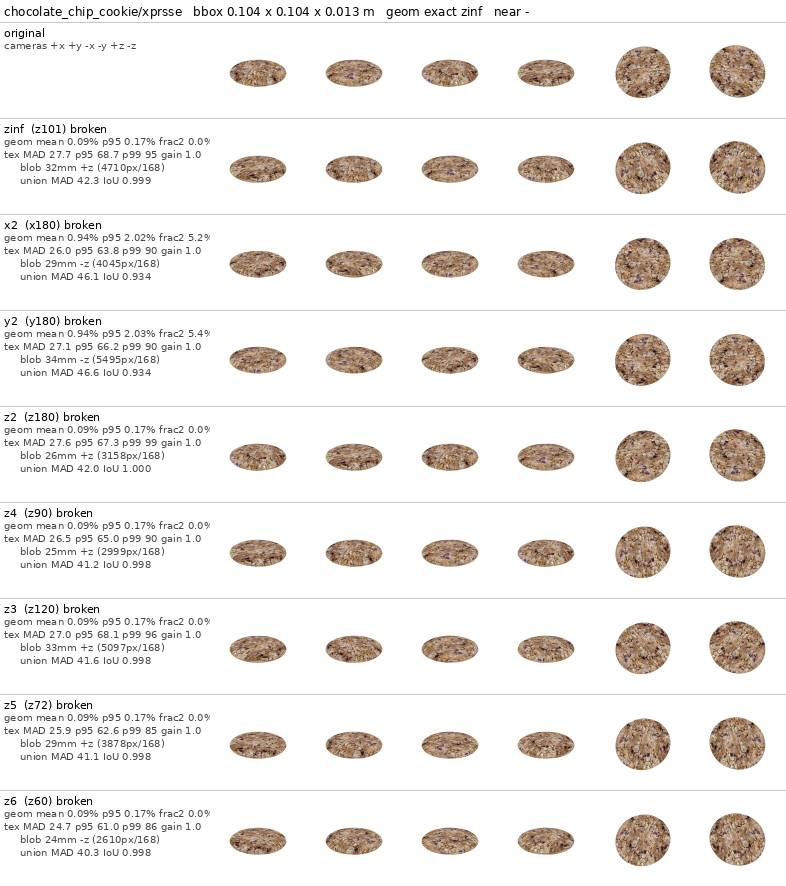 chocolate_chip_cookie/xprsse bbox 0.104 x 0.104 x 0.013 m geom exact zinf near -
original
cameras +x +y -x -y +z -z
zinf (z101) broken
geom mean 0.09% p95 0.17% frac2 0.0%
tex MAD 27.7 p95 68.7 p99 95 gain 1.0
blob 32mm +z (4710px/168)
union MAD 42.3 IoU 0.999
x2 (x180) broken
geom mean 0.94% p95 2.02% frac2 5.2%
tex MAD 26.0 p95 63.8 p99 90 gain 1.0
blob 29mm -z (4045px/168)
union MAD 46.1 IoU 0.934
y2 (y180) broken
geom mean 0.94% p95 2.03% frac2 5.4%
tex MAD 27.1 p95 66.2 p99 90 gain 1.0
blob 34mm -z (5495px/168)
union MAD 46.6 IoU 0.934
z2 (z180) broken
geom mean 0.09% p95 0.17% frac2 0.0%
tex MAD 27.6 p95 67.3 p99 99 gain 1.0
blob 26mm +z (3158px/168)
union MAD 42.0 IoU 1.000
z4 (z90) broken
geom mean 0.09% p95 0.17% frac2 0.0%
tex MAD 26.5 p95 65.0 p99 90 gain 1.0
blob 25mm +z (2999px/168)
union MAD 41.2 IoU 0.998
z3 (z120) broken
geom mean 0.09% p95 0.17% frac2 0.0%
tex MAD 27.0 p95 68.1 p99 96 gain 1.0
blob 33mm +z (5097px/168)
union MAD 41.6 IoU 0.998
z5 (z72) broken
geom mean 0.09% p95 0.17% frac2 0.0%
tex MAD 25.9 p95 62.6 p99 85 gain 1.0
blob 29mm +z (3878px/168)
union MAD 41.1 IoU 0.998
z6 (z60) broken
geom mean 0.09% p95 0.17% frac2 0.0%
tex MAD 24.7 p95 61.0 p99 86 gain 1.0
blob 24mm -z (2610px/168)
union MAD 40.3 IoU 0.998